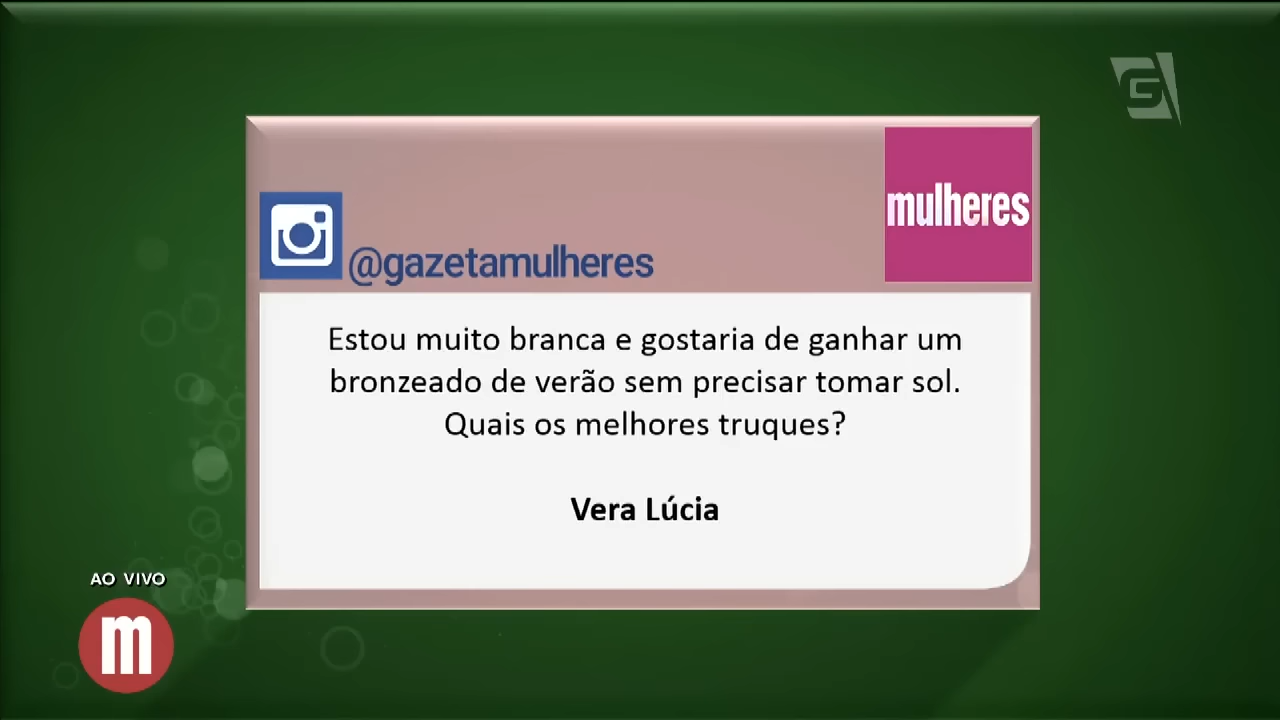 mulheres
@gazetamulheres
Estou muito branca e gostaria de ganhar um
bronzeado de verão sem precisar tomar sol.
Quais os melhores truques?
Vera Lúcia
AO VIVO
m